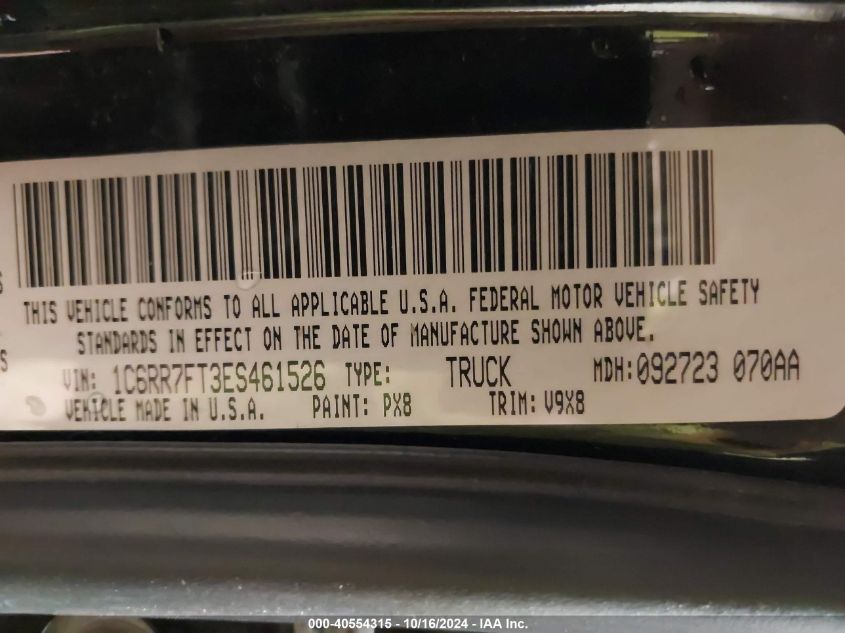 THIS VEHICLE CONFORMS TO ALL APPLICABLE U.S.A. FEDERAL MOTOR VEHICLE SAFETY
STANDARDS IN EFFECT ON THE DATE OF MANUFACTURE SHOWN ABOVE.
VIN: 1C6RR7FT3ES461526 TYPE: TRUCK MDH:092723 070AA
VEHICLE MADE IN U.S.A. PAINT: PX8 TRIM: V9X8
000-40554315 - 10/16/2024 - IAA Inc.